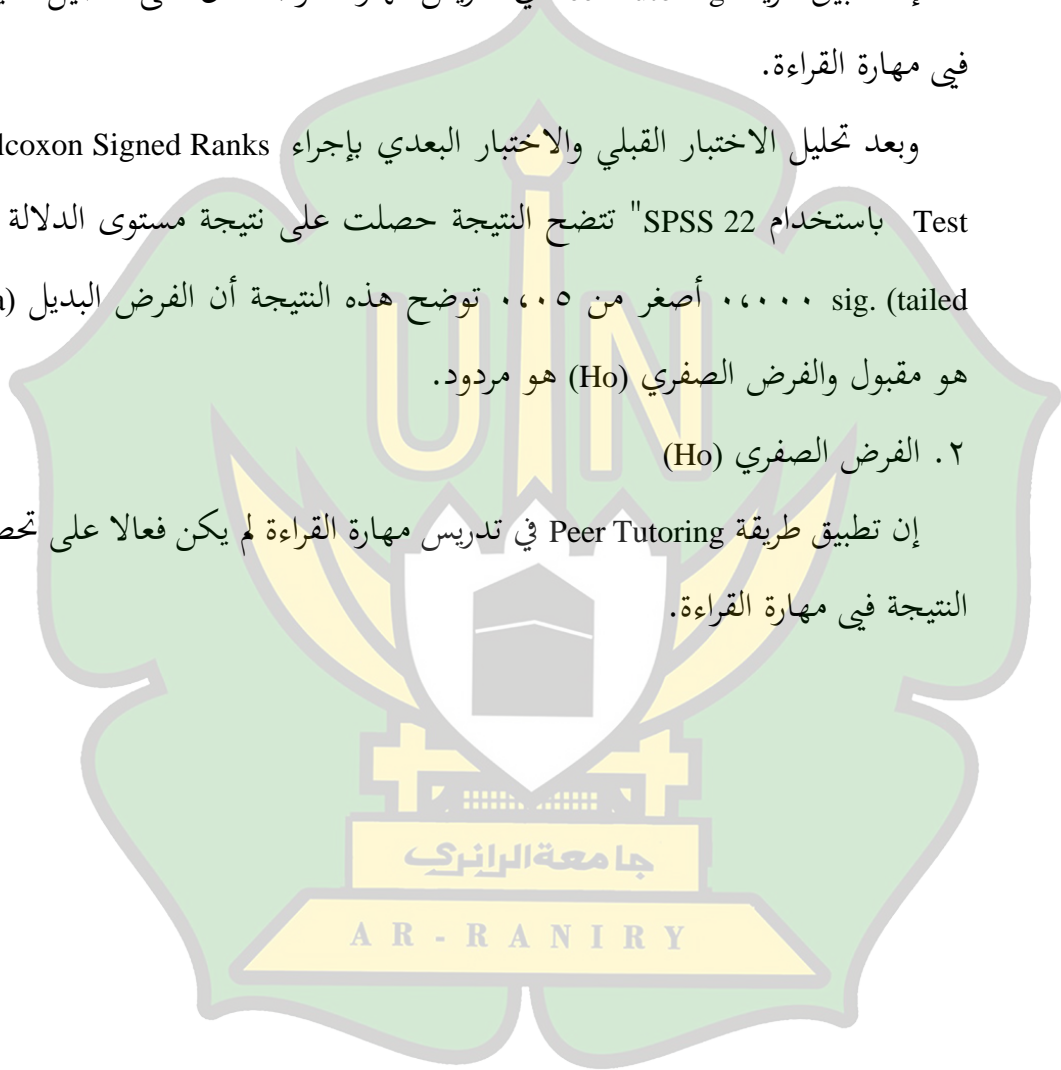 في مهارة القراءة.
وبعد تحليل الاختبار القبلي والاختبار البعدي بإجراء lcoxon Signed Ranks
Test باستخدام SPSS 22" تتضح النتيجة حصلت على نتيجة مستوى الدلالة
sig. (tailed ٠،٠٠٠ أصغر من ٠،٠٥ توضح هذه النتيجة أن الفرض البديل
هو مقبول والفرض الصفري (Ho) هو مردود.
٢. الفرض الصفري (Ho)
إن تطبيق طريقة Peer Tutoring في تدريس مهارة القراءة لم يكن فعالا على
النتيجة في مهارة القراءة.
UIN
جامعة الرانري
AR-RANIRY